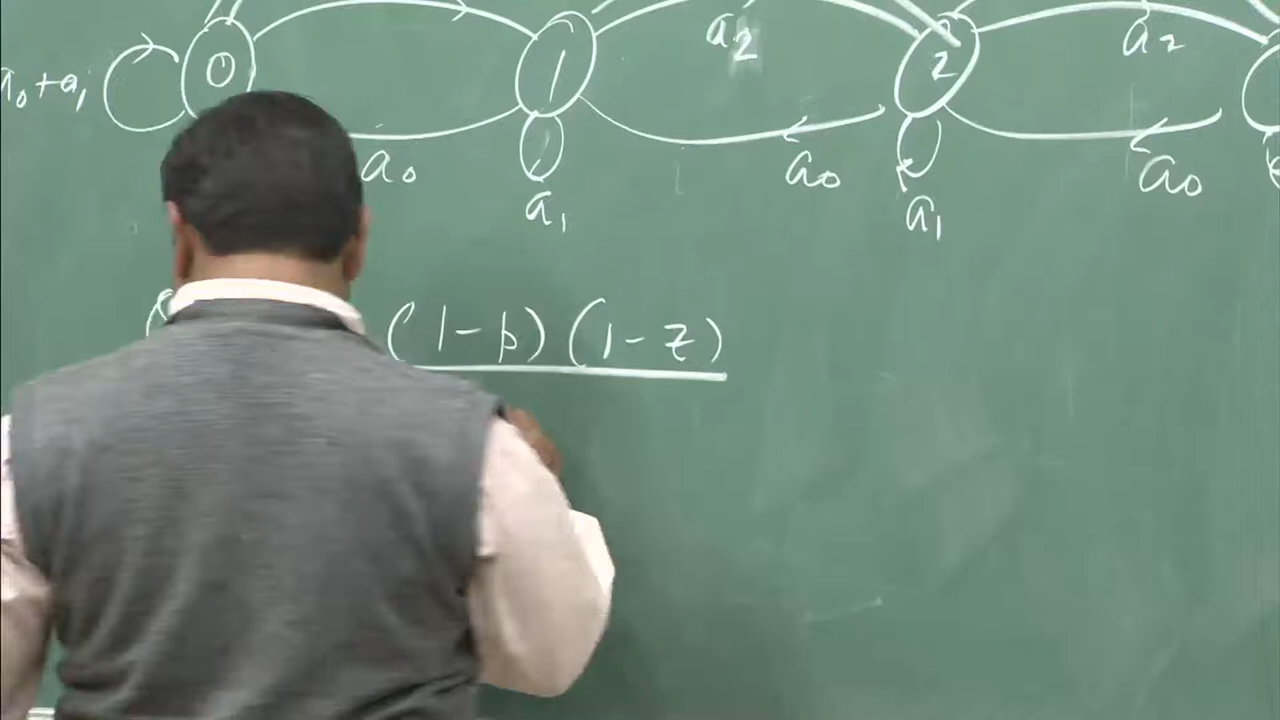 0 1 a2 2 a2
a0+a1
a0 a0 a0
a1 a1
(1-p)(1-z)